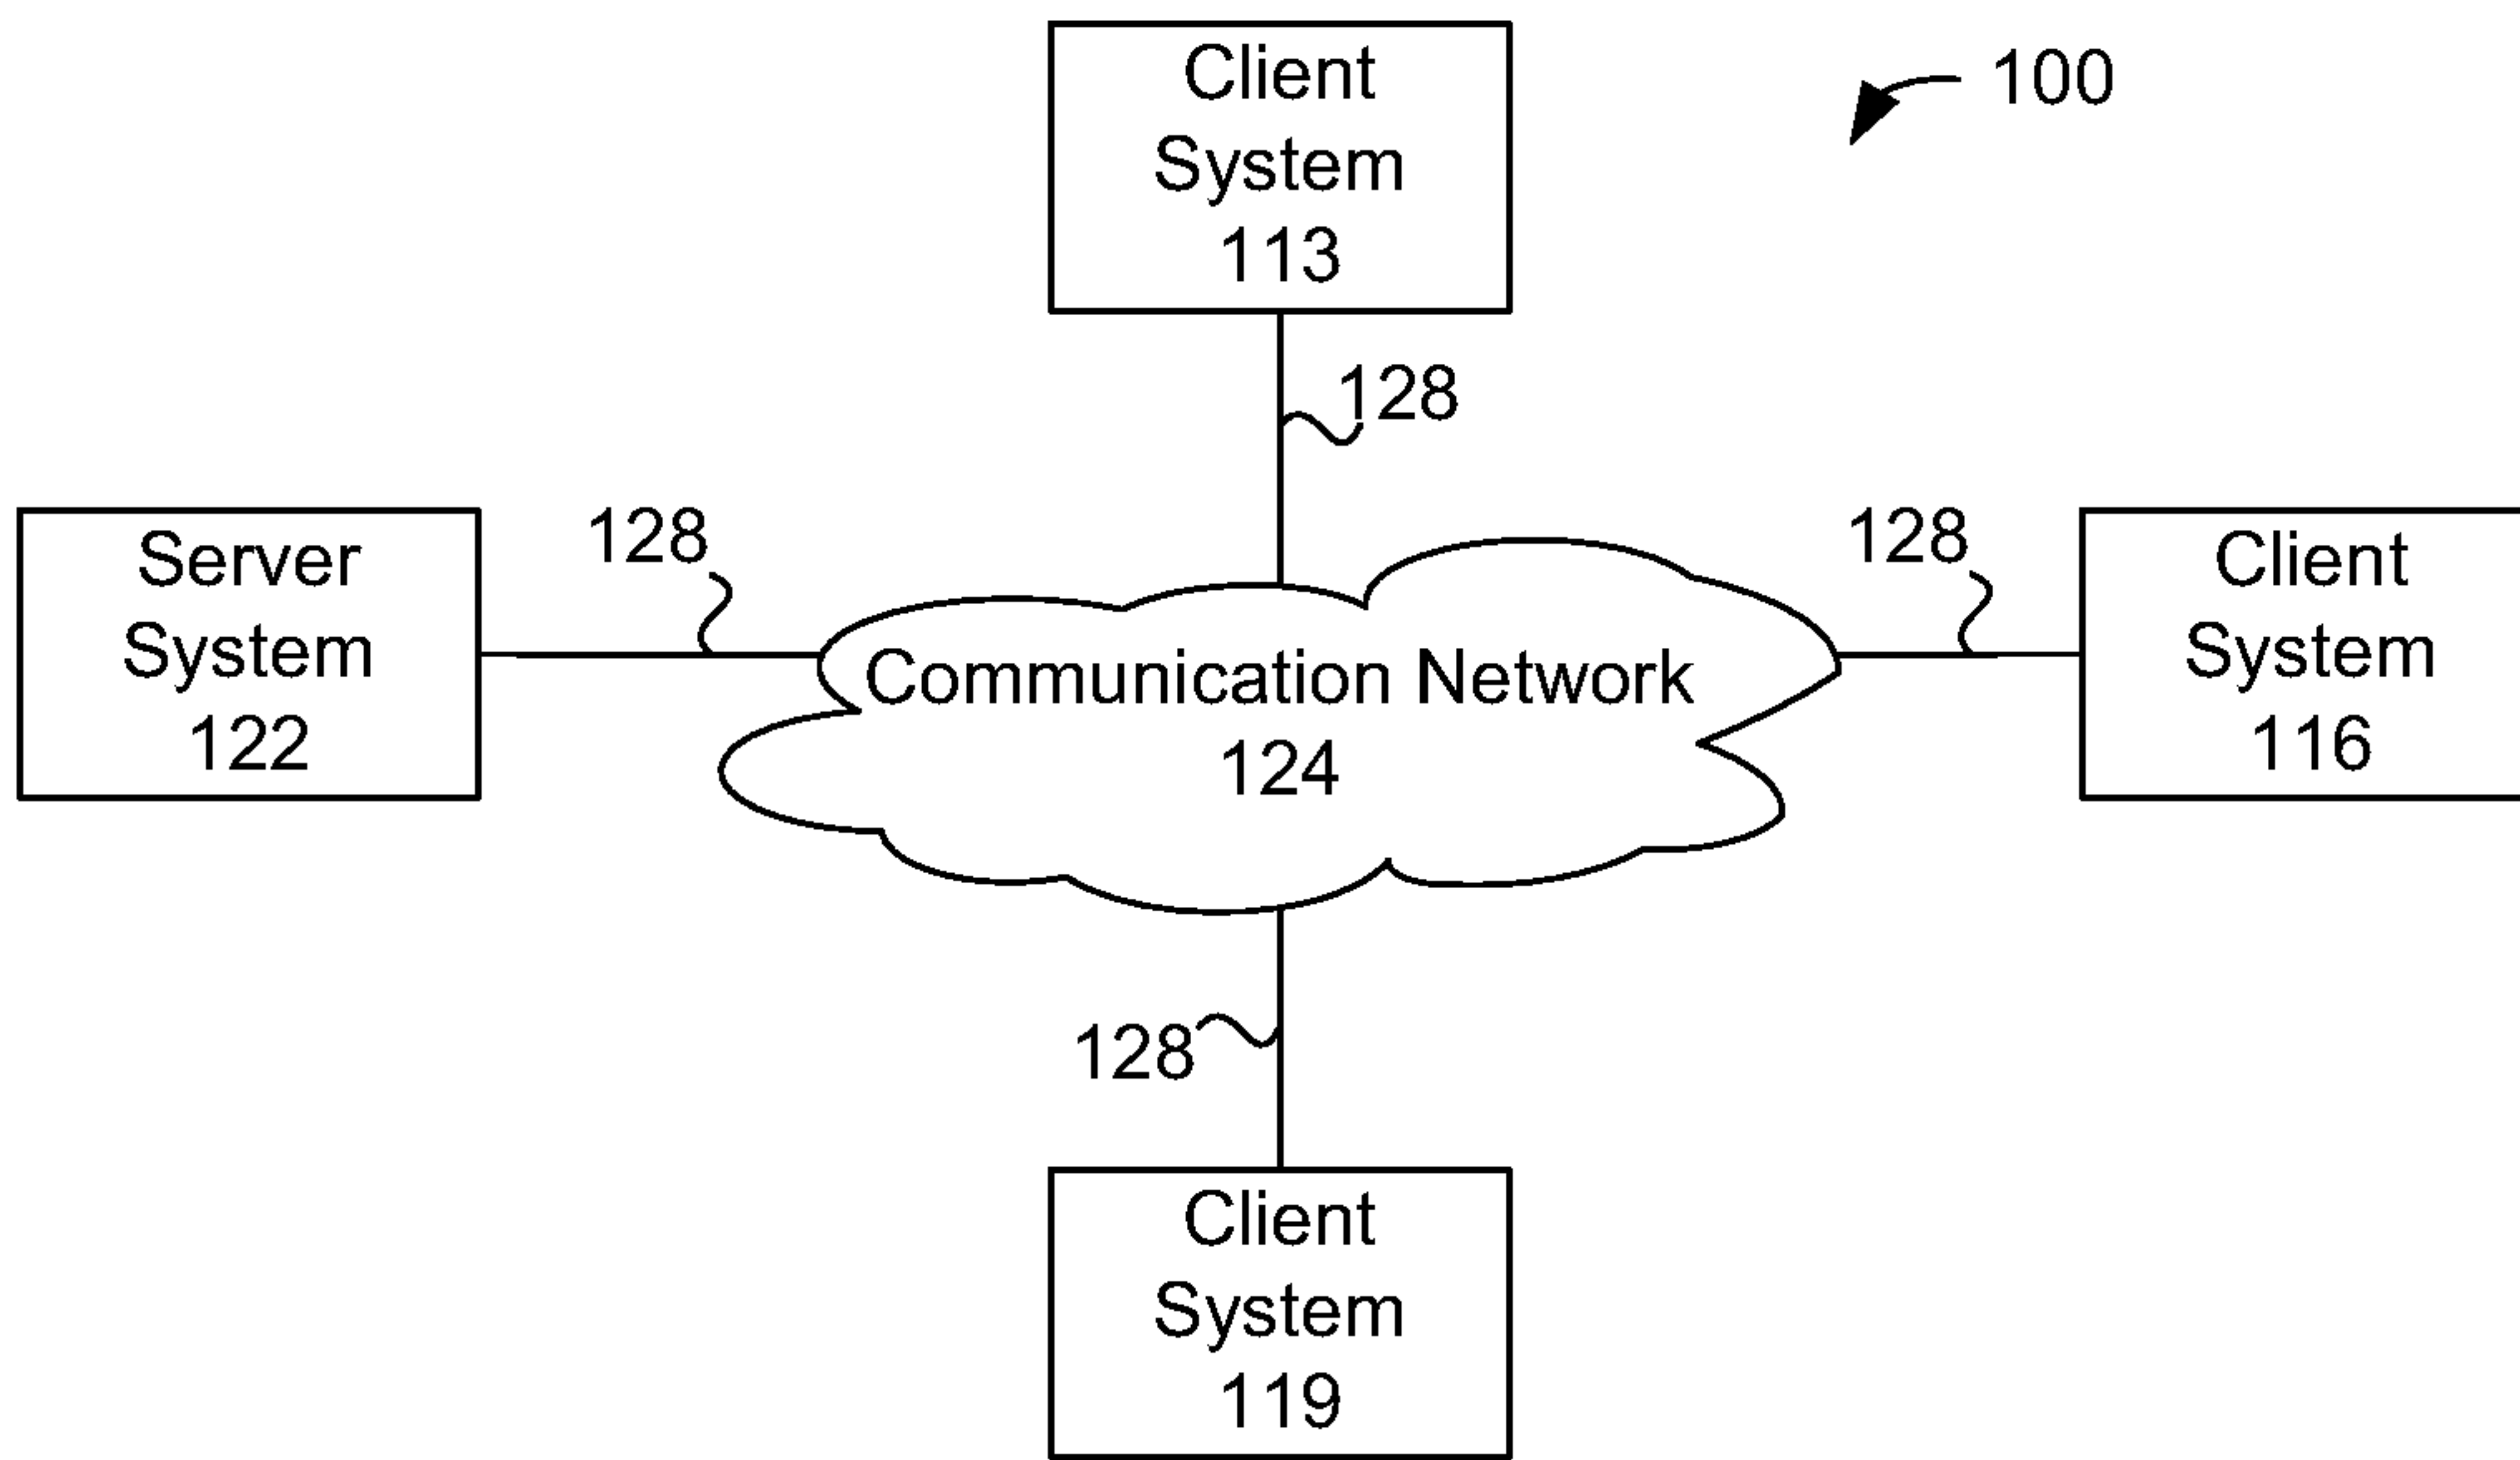 Client
System
113
100
128
Server
System
122
128
Communication Network
124
128
Client
System
116
128
Client
System
119